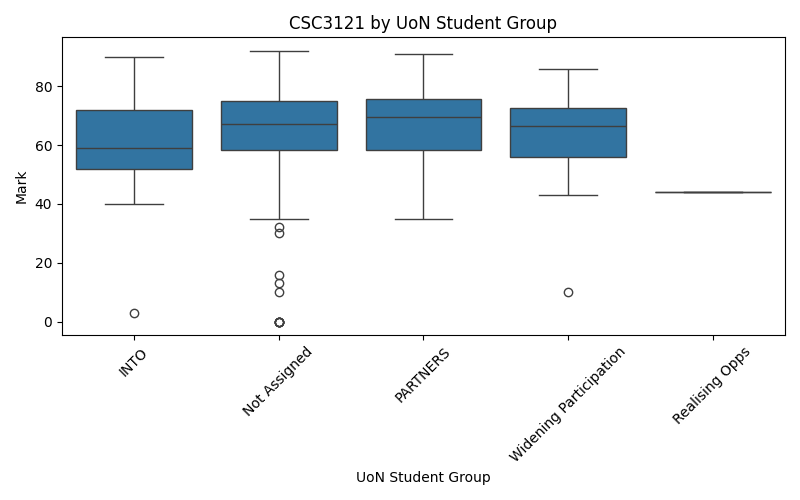 CSC3121 by UoN Student Group
Mark
80
60
40
20
0
INTO
Not Assigned
PARTNERS
Widening Participation
Realising Opps
UoN Student Group